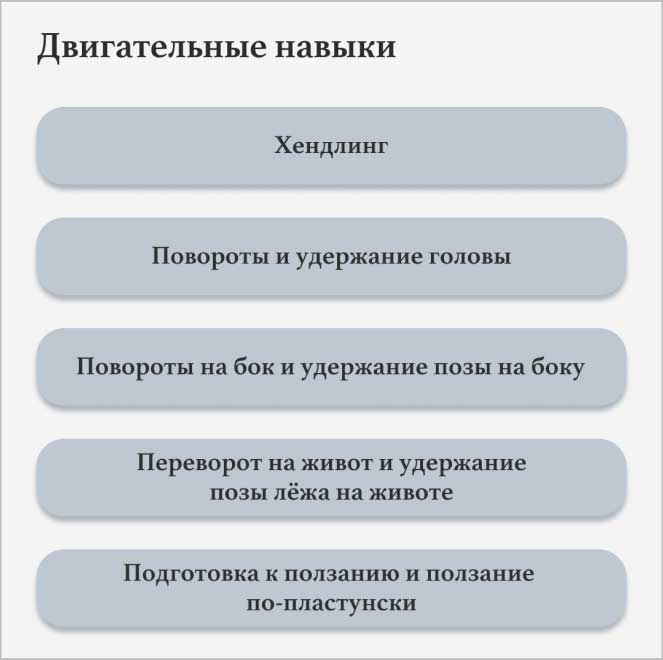 Двигательные навыки
Хендлинг
Повороты и удержание головы
Повороты на бок и удержание позы на боку
Переворот на живот и удержание
позы лёжа на животе
Подготовка к ползанию и ползание
по-пластунски